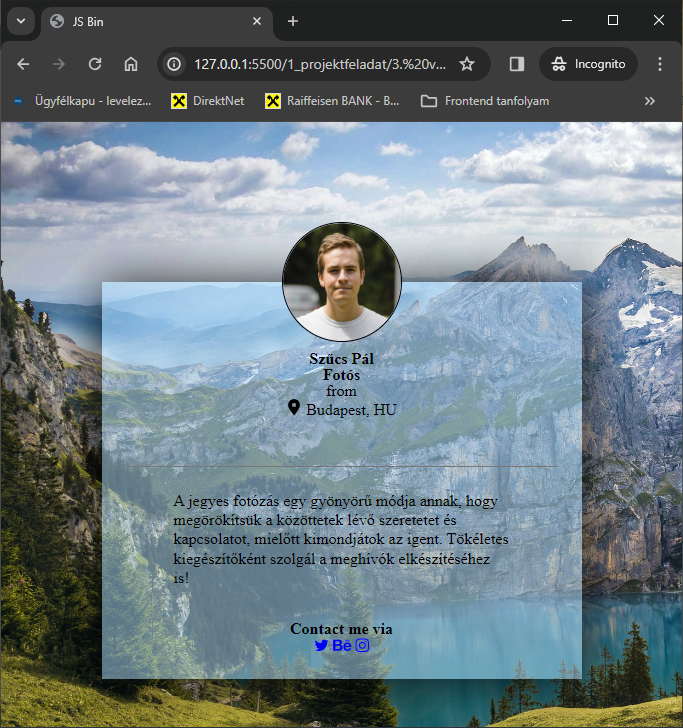 JS Bin
127.0.0.1:5500/1_projektfeladat/3.%20v...
Incognito
Ügyfélkapu - levelez...
DirektNet
Raiffeisen BANK - B...
Frontend tanfolyam
Szűcs Pál
Fotós
from
Budapest, HU
A jegyes fotózás egy gyönyörű módja annak, hogy
megörökítsük a közöttetek lévő szeretetet és
kapcsolatot, mielőtt kimondjátok az igent. Tökéletes
kiegészítőként szolgál a meghívók elkészítéséhez
is!
Contact me via
Bē